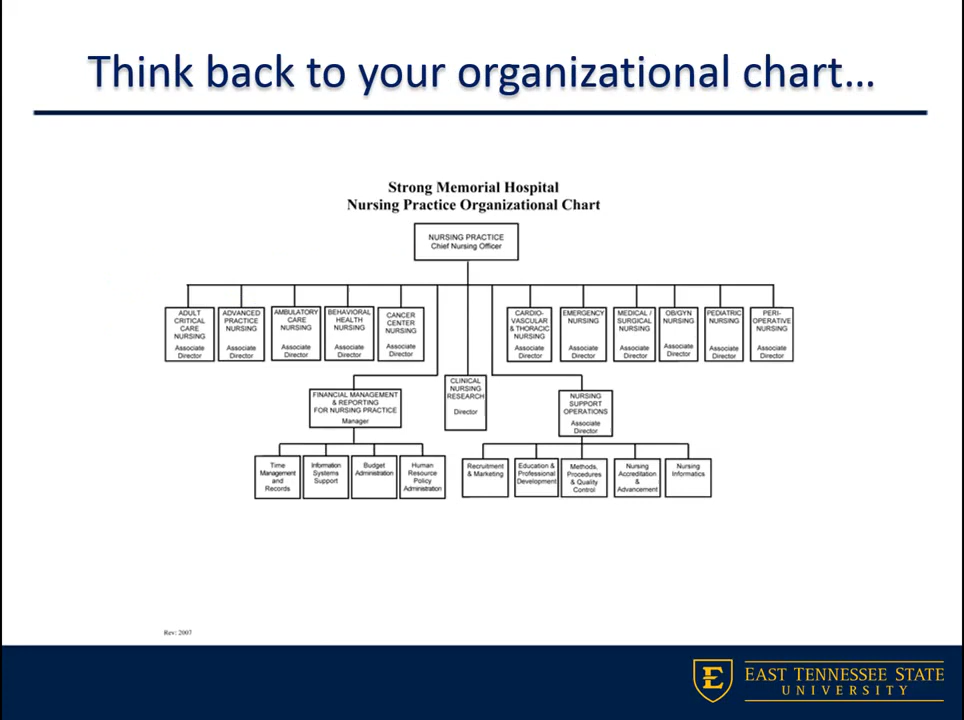 Think back to your organizational chart…
Strong Memorial Hospital
Nursing Practice Organizational Chart
NURSING PRACTICE
Chief Nursing Officer
ADULT
CRITICAL
CARE
NURSING
Associate
Director
ADVANCED
PRACTICE
NURSING
Associate
Director
AMBULATORY
CARE
NURSING
Associate
Director
BEHAVIORAL
HEALTH
NURSING
Associate
Director
CANCER
CENTER
NURSING
Associate
Director
CARDIO-
VASCULAR
& THORACIC
NURSING
Associate
Director
EMERGENCY
NURSING
Associate
Director
MEDICAL /
SURGICAL
NURSING
Associate
Director
OB/GYN
NURSING
Associate
Director
PEDIATRIC
NURSING
Associate
Director
PERI-
OPERATIVE
NURSING
Associate
Director
FINANCIAL MANAGEMENT
& REPORTING
FOR NURSING PRACTICE
Manager
CLINICAL
NURSING
RESEARCH
Director
NURSING
SUPPORT
OPERATIONS
Associate
Director
Time
Management
and
Records
Information
Systems
Support
Budget
Administration
Human
Resource
Policy
Administration
Recruitment
& Marketing
Education &
Professional
Development
Methods,
Procedures
& Quality
Control
Nursing
Accreditation
&
Advancement
Nursing
Informatics
Rev: 2007
E
EAST TENNESSEE STATE
UNIVERSITY